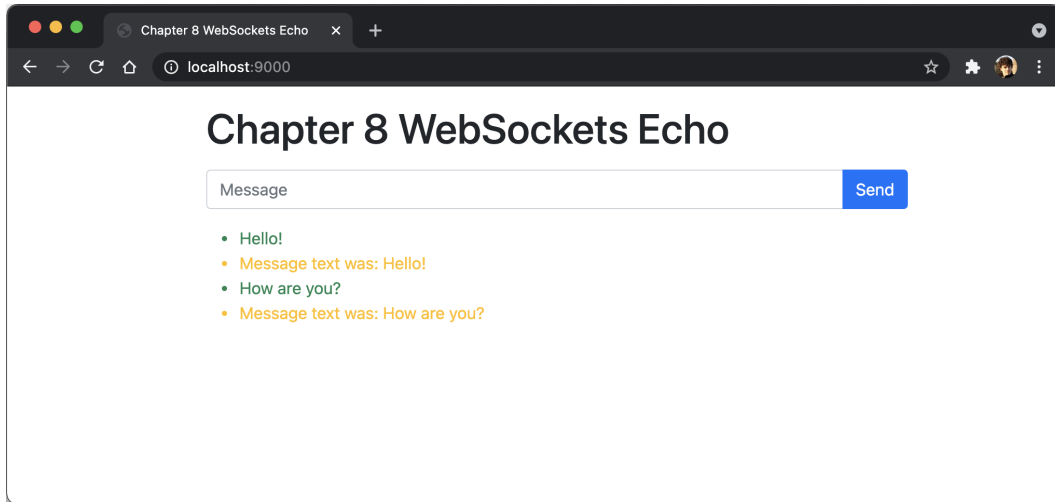 Chapter 8 WebSockets Echo
localhost:9000
Chapter 8 WebSockets Echo
Message
Send
Hello!
Message text was: Hello!
How are you?
Message text was: How are you?